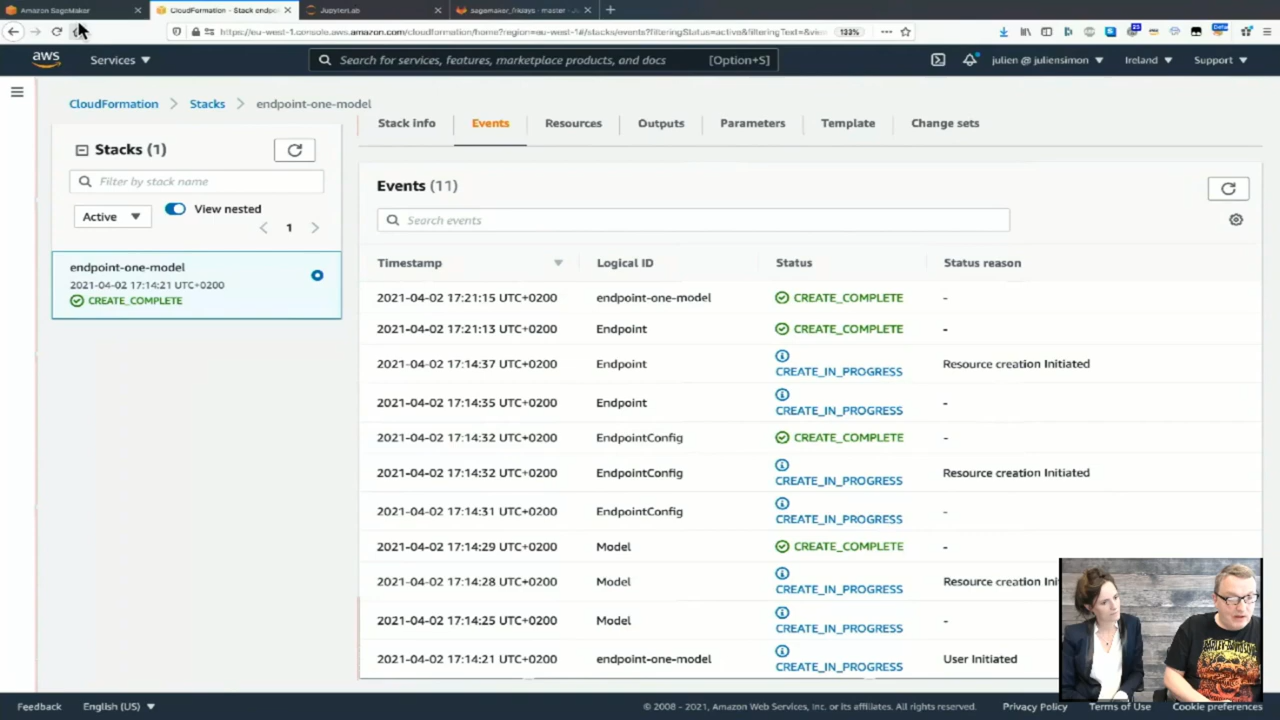 Amazon SageMaker
CloudFormation - Stack endpo
JupyterLab
sagemaker_fridays - master
https://eu-west-1.console.aws.amazon.com/cloudformation/home?region=eu-west-1#/stacks/events?filteringStatus=active&filteringText=&view
133%
aws
Services
Search for services, features, marketplace products, and docs
[Option+S]
julien @ juliensimon
Ireland
Support
CloudFormation
Stacks
endpoint-one-model
Stack info
Events
Resources
Outputs
Parameters
Template
Change sets
Stacks (1)
Filter by stack name
Active
View nested
1
endpoint-one-model
2021-04-02 17:14:21 UTC+0200
CREATE_COMPLETE
Events (11)
Search events
Timestamp Logical ID Status Status reason
2021-04-02 17:21:15 UTC+0200 endpoint-one-model CREATE_COMPLETE -
2021-04-02 17:21:13 UTC+0200 Endpoint CREATE_COMPLETE -
2021-04-02 17:14:37 UTC+0200 Endpoint CREATE_IN_PROGRESS Resource creation Initiated
2021-04-02 17:14:35 UTC+0200 Endpoint CREATE_IN_PROGRESS -
2021-04-02 17:14:32 UTC+0200 EndpointConfig CREATE_COMPLETE -
2021-04-02 17:14:32 UTC+0200 EndpointConfig CREATE_IN_PROGRESS Resource creation Initiated
2021-04-02 17:14:31 UTC+0200 EndpointConfig CREATE_IN_PROGRESS -
2021-04-02 17:14:29 UTC+0200 Model CREATE_COMPLETE -
2021-04-02 17:14:28 UTC+0200 Model CREATE_IN_PROGRESS Resource creation Ini
2021-04-02 17:14:25 UTC+0200 Model CREATE_IN_PROGRESS -
2021-04-02 17:14:21 UTC+0200 endpoint-one-model CREATE_IN_PROGRESS User Initiated
Feedback
English (US)
© 2008 - 2021, Amazon Web Services, Inc. or its affiliates. All rights reserved.
Privacy Policy
Terms of Use
Cookie preferences